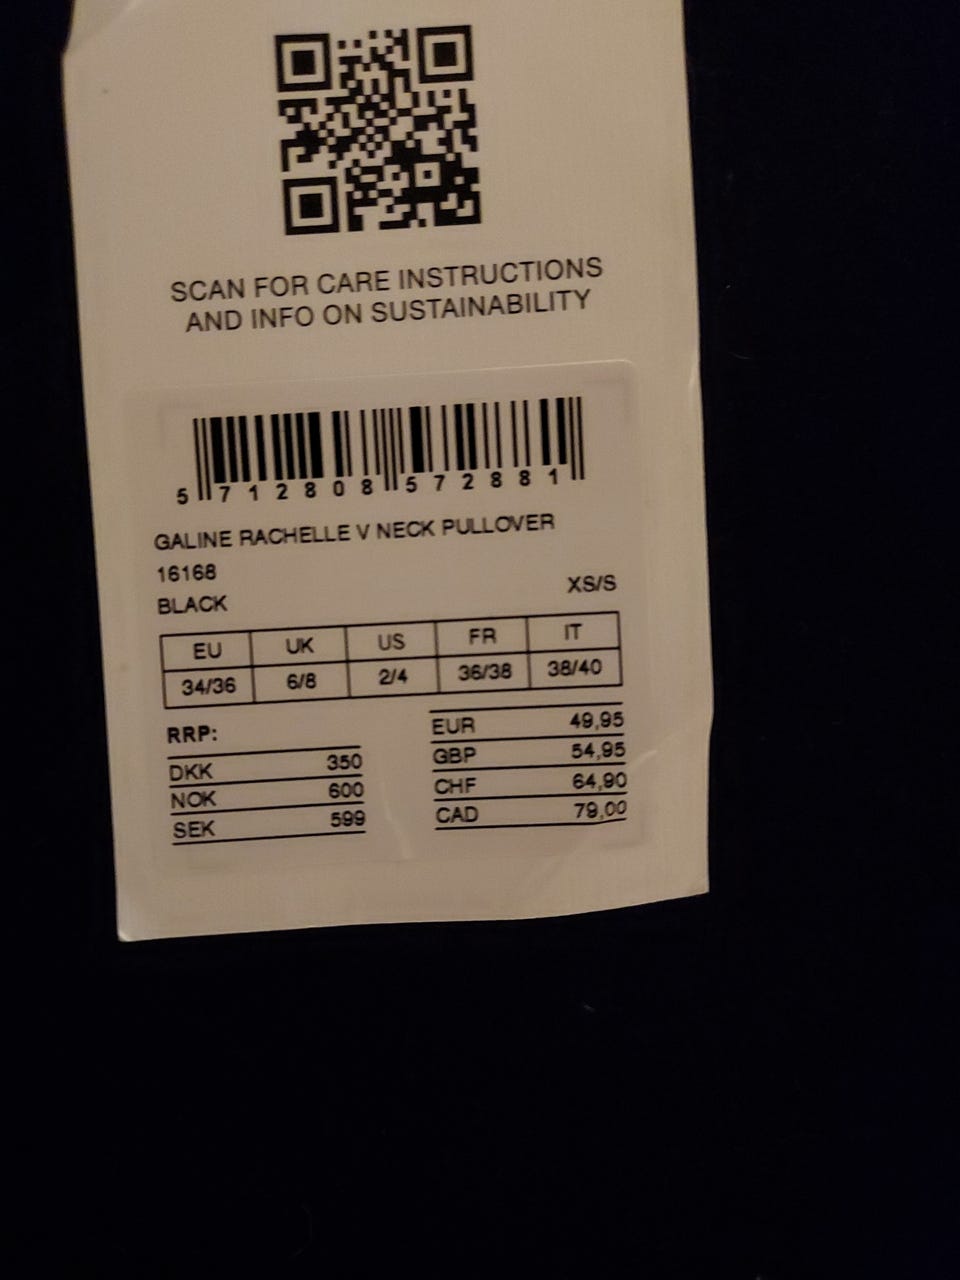 SCAN FOR CARE INSTRUCTIONS
AND INFO ON SUSTAINABILITY
5 712808 572881
GALINE RACHELLE V NECK PULLOVER
16168
BLACK XS/S
EU UK US FR IT
34/36 6/8 2/4 36/38 38/40
RRP:
DKK 350
NOK 600
SEK 599
EUR 49,95
GBP 54,95
CHF 64,90
CAD 79,00